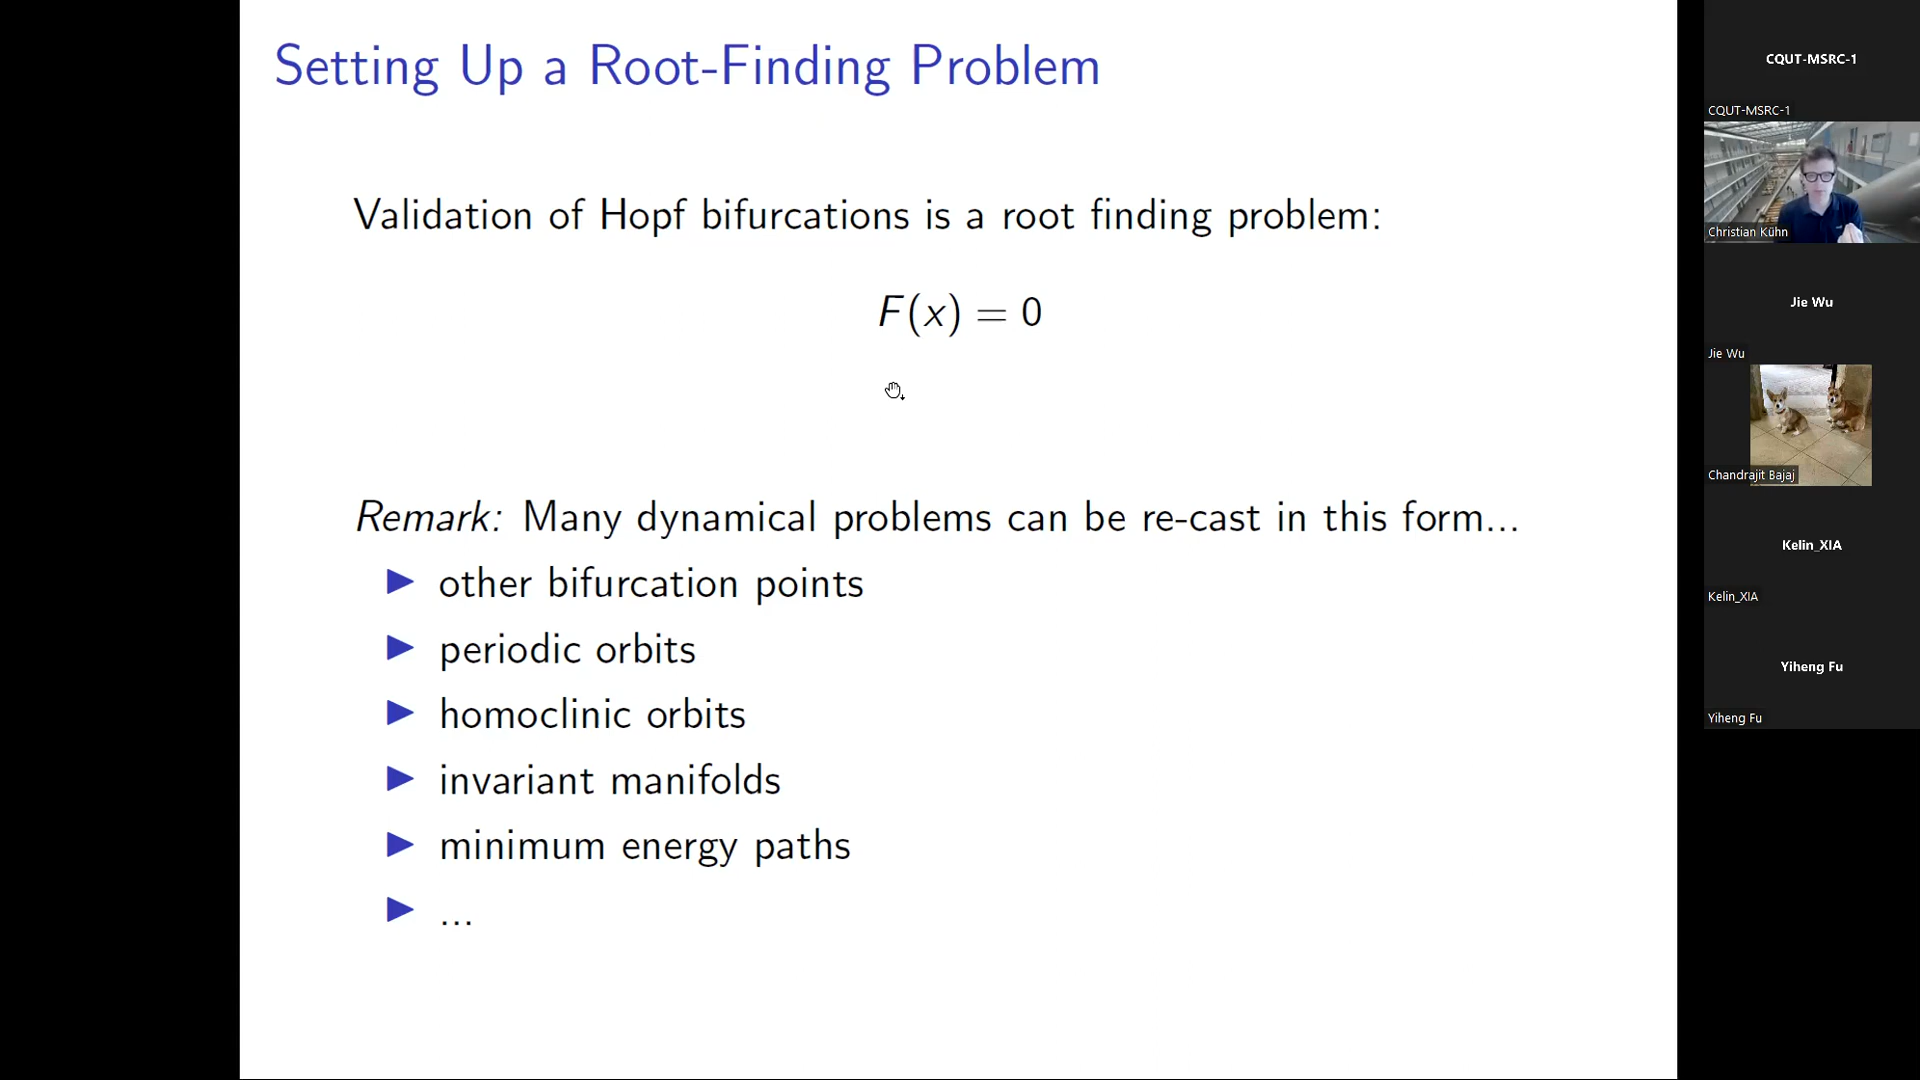 Setting Up a Root-Finding Problem
Validation of Hopf bifurcations is a root finding problem:
F(x) = 0
Remark: Many dynamical problems can be re-cast in this form...
▶ other bifurcation points
▶ periodic orbits
▶ homoclinic orbits
▶ invariant manifolds
▶ minimum energy paths
▶ ...
CQUT-MSRC-1
CQUT-MSRC-1
Christian Kühn
Jie Wu
Jie Wu
Chandrajit Bajaj
Kelin_XIA
Kelin_XIA
Yiheng Fu
Yiheng Fu